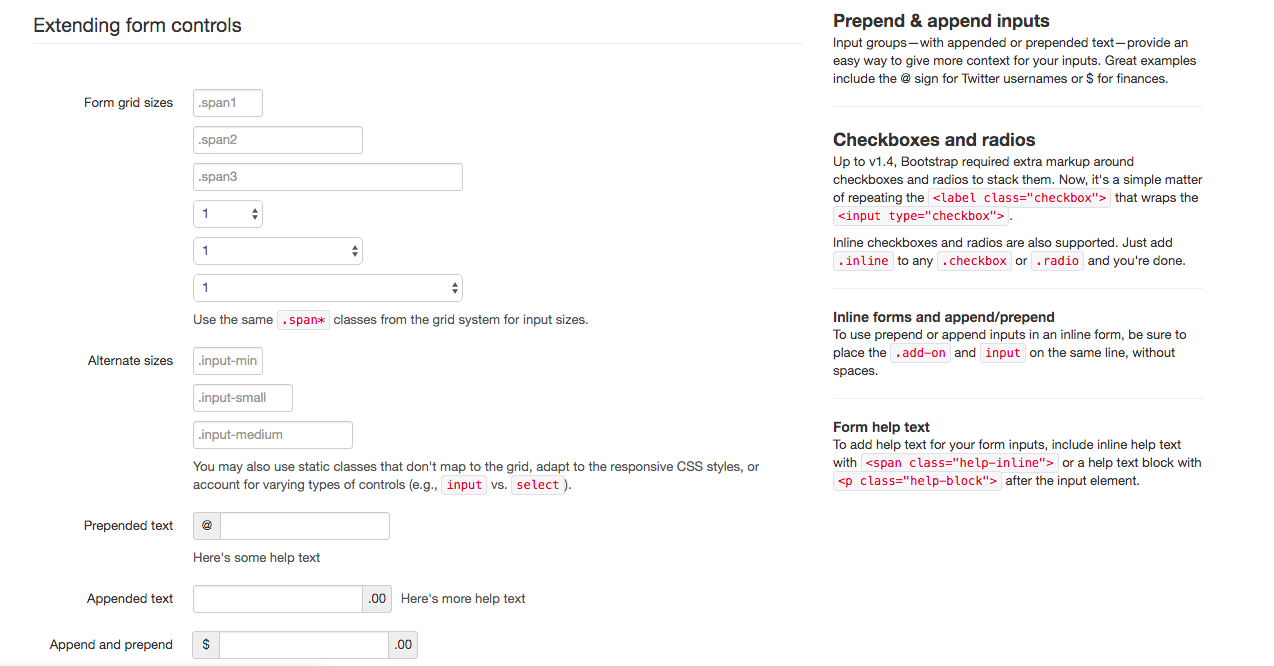 Extending form controls
Form grid sizes
.span1
.span2
.span3
1
1
1
Use the same .span* classes from the grid system for input sizes.
Alternate sizes
.input-min
.input-small
.input-medium
You may also use static classes that don't map to the grid, adapt to the responsive CSS styles, or
account for varying types of controls (e.g., input vs. select ).
Prepended text
@
Here's some help text
Appended text
.00
Here's more help text
Append and prepend
$
.00
Prepend & append inputs
Input groups—with appended or prepended text—provide an
easy way to give more context for your inputs. Great examples
include the @ sign for Twitter usernames or $ for finances.
Checkboxes and radios
Up to v1.4, Bootstrap required extra markup around
checkboxes and radios to stack them. Now, it's a simple matter
of repeating the <label class="checkbox"> that wraps the
<input type="checkbox"> .
Inline checkboxes and radios are also supported. Just add
.inline to any .checkbox or .radio and you're done.
Inline forms and append/prepend
To use prepend or append inputs in an inline form, be sure to
place the .add-on and input on the same line, without
spaces.
Form help text
To add help text for your form inputs, include inline help text
with <span class="help-inline"> or a help text block with
<p class="help-block"> after the input element.